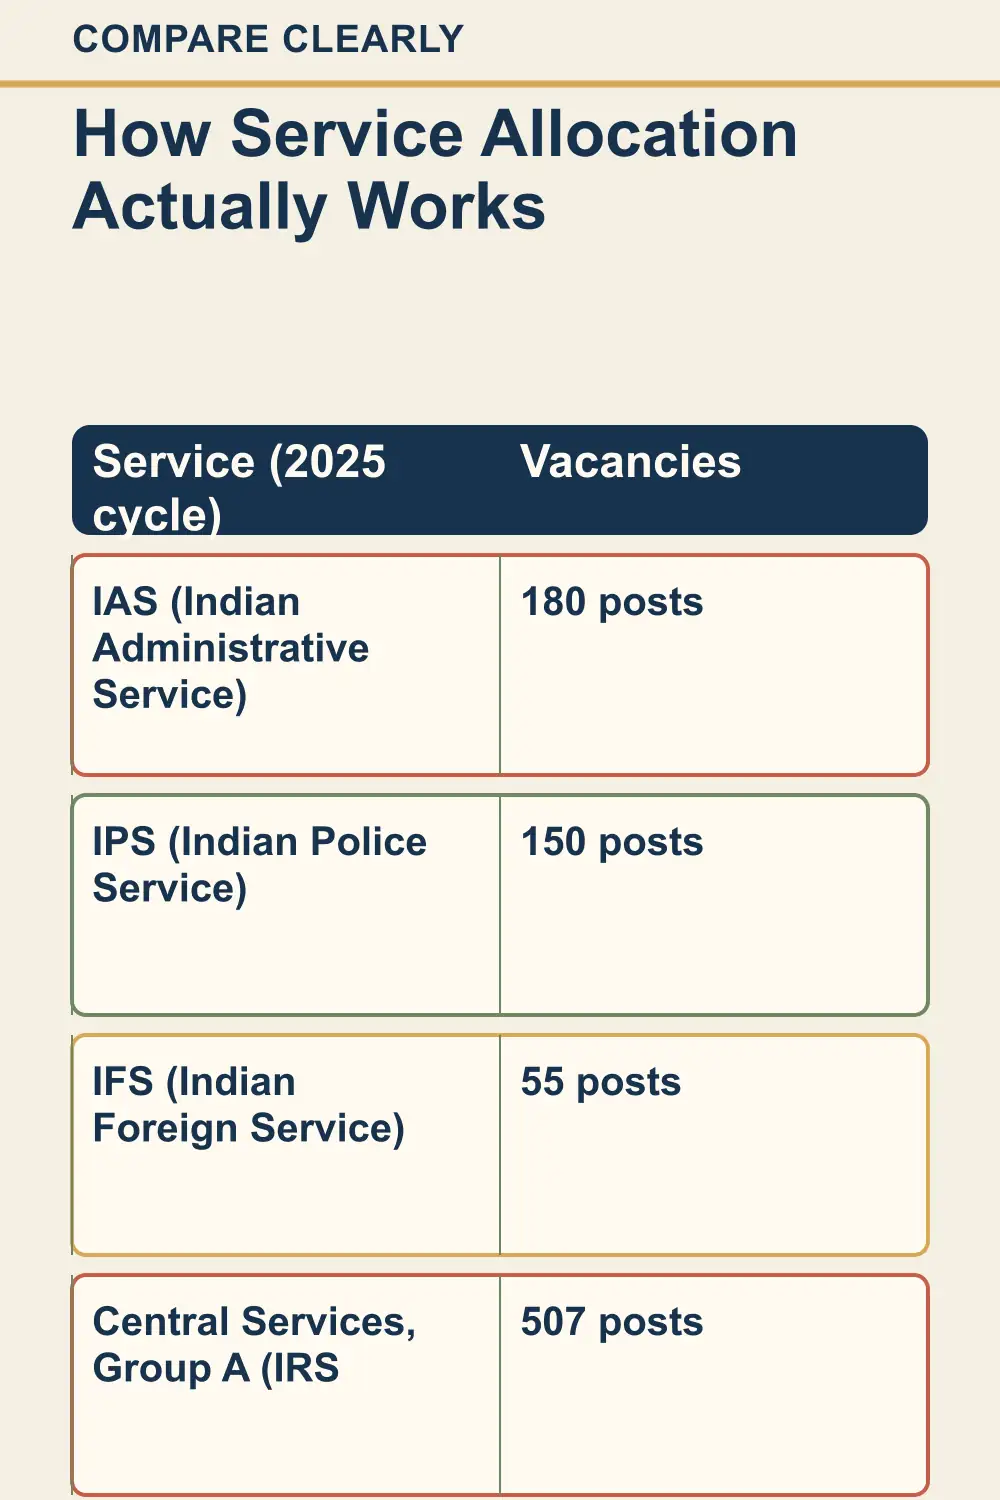 COMPARE CLEARLY
How Service Allocation
Actually Works
Service (2025
cycle)
Vacancies
IAS (Indian
Administrative
Service)
180 posts
IPS (Indian Police
Service)
150 posts
IFS (Indian
Foreign Service)
55 posts
Central Services,
Group A (IRS
507 posts